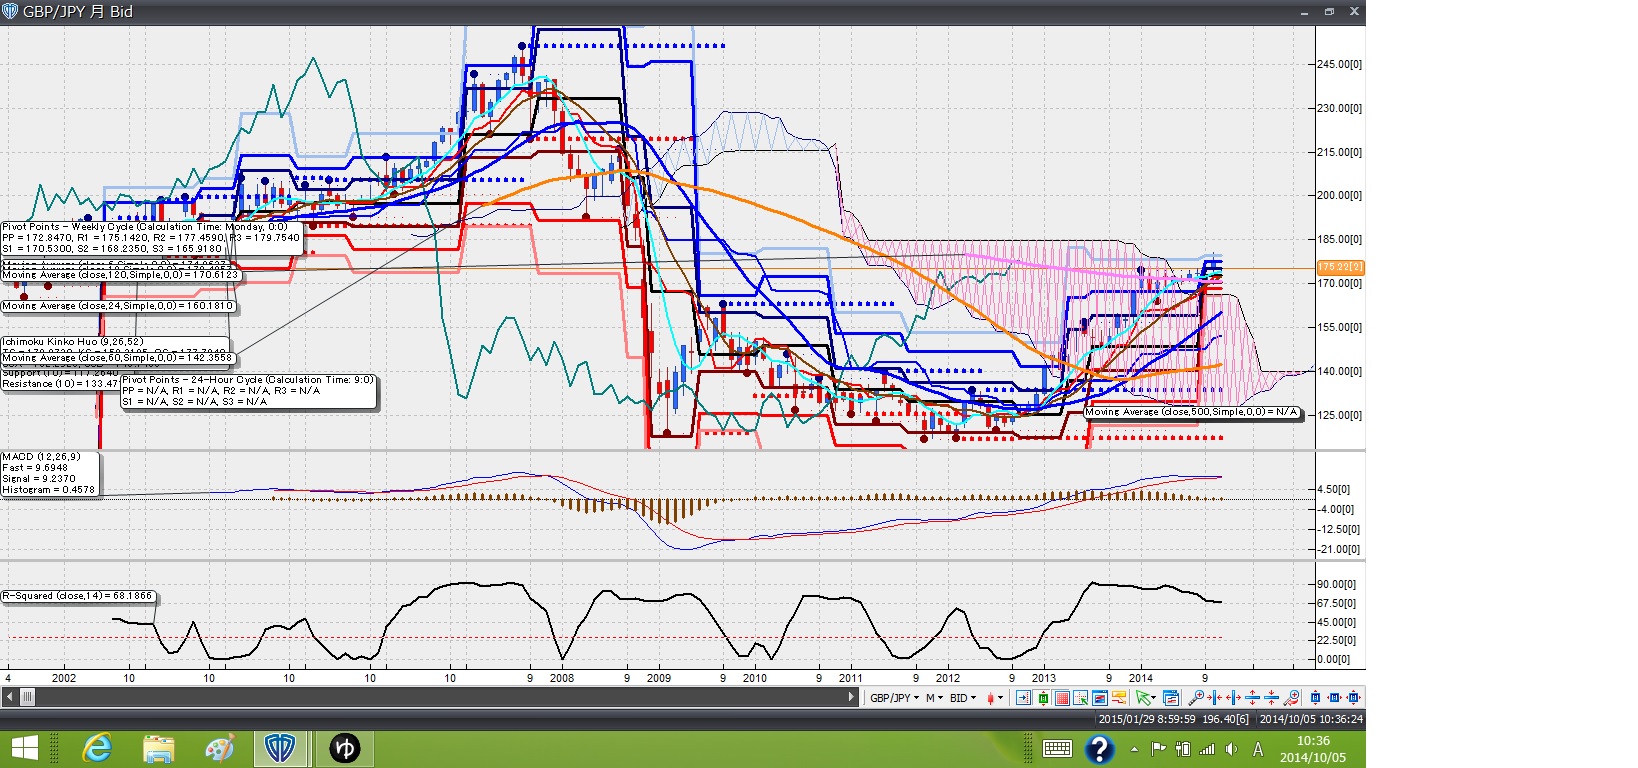 GBP/JPY 月 Bid
245.00[0]
230.00[0]
215.00[0]
200.00[0]
185.00[0]
175.22[2]
170.00[0]
155.00[0]
140.00[0]
125.00[0]
Pivot Points - Weekly Cycle (Calculation Time: Monday, 0:0)
PP = 172.8470, R1 = 175.1420, R2 = 177.4590, R3 = 179.7540
S1 = 170.5300, S2 = 168.2350, S3 = 165.9180
Moving Average (close,120,Simple,0,0) = 170.6123
Moving Average (close,24,Simple,0,0) = 160.1810
Ichimoku Kinko Huo (9,26,52)
Moving Average (close,60,Simple,0,0) = 142.3558
Support (10) = 117.2640
Resistance (10) = 133.47
Pivot Points - 24-Hour Cycle (Calculation Time: 9:0)
PP = N/A, R1 = N/A, R2 = N/A, R3 = N/A
S1 = N/A, S2 = N/A, S3 = N/A
Moving Average (close,500,Simple,0,0) = N/A
MACD (12,26,9)
Fast = 9.6948
Signal = 9.2370
Histogram = 0.4578
4.50[0]
-4.00[0]
-12.50[0]
-21.00[0]
R-Squared (close,14) = 68.1866
90.00[0]
67.50[0]
45.00[0]
22.50[0]
0.00[0]
4 2002 10 10 10 10 10 9 2008 9 2009 2010 9 2011 9 2012 9 2013 9 2014 9
GBP/JPY M BID
2015/01/29 8:59:59 196.40[6] 2014/10/05 10:36:24
ゆ
A
10:36
2014/10/05